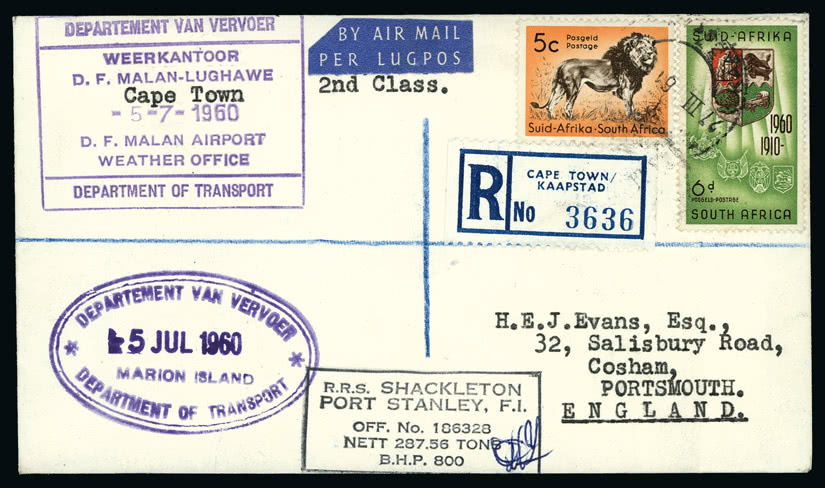 DEPARTEMENT VAN VERVOER
WEERKANTOOR
D. F. MALAN-LUGHAWE
Cape Town
- 5 - 7 - 1960
D. F. MALAN AIRPORT
WEATHER OFFICE
DEPARTMENT OF TRANSPORT
BY AIR MAIL
PER LUGPOS
2nd Class.
5c
Posgeld
Postage
Suid-Afrika·South Africa
SUID-AFRIKA
1960
1910-
6d
POSGELD-POSTAGE
SOUTH AFRICA
R
CAPE TOWN/
KAAPSTAD
No 3636
DEPARTEMENT VAN VERVOER
5 JUL 1960
MARION ISLAND
DEPARTMENT OF TRANSPORT
R.R.S. SHACKLETON
PORT STANLEY, F.I.
OFF. No. 186328
NETT 287.56 TONS
B.H.P. 800
H.E.J.Evans, Esq.,
32, Salisbury Road,
Cosham,
PORTSMOUTH.
ENGLAND.